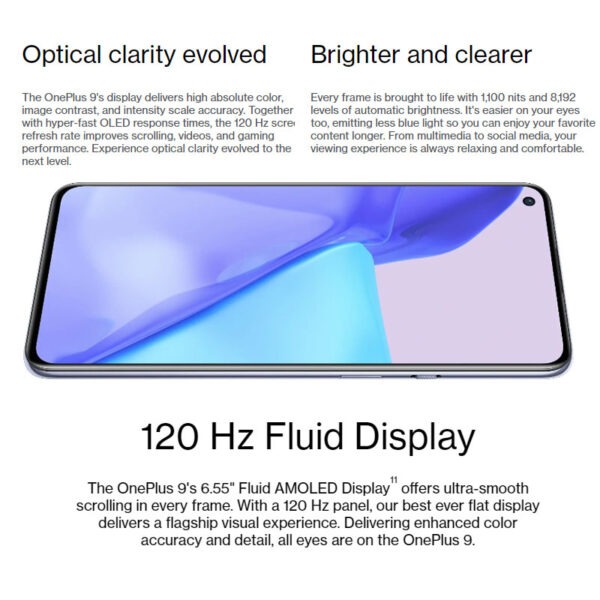 Optical clarity evolved
The OnePlus 9's display delivers high absolute color,
image contrast, and intensity scale accuracy. Together
with hyper-fast OLED response times, the 120 Hz scree
refresh rate improves scrolling, videos, and gaming
performance. Experience optical clarity evolved to the
next level.
Brighter and clearer
Every frame is brought to life with 1,100 nits and 8,192
levels of automatic brightness. It's easier on your eyes
too, emitting less blue light so you can enjoy your favorite
content longer. From multimedia to social media, your
viewing experience is always relaxing and comfortable.
120 Hz Fluid Display
The OnePlus 9's 6.55" Fluid AMOLED Display11 offers ultra-smooth
scrolling in every frame. With a 120 Hz panel, our best ever flat display
delivers a flagship visual experience. Delivering enhanced color
accuracy and detail, all eyes are on the OnePlus 9.